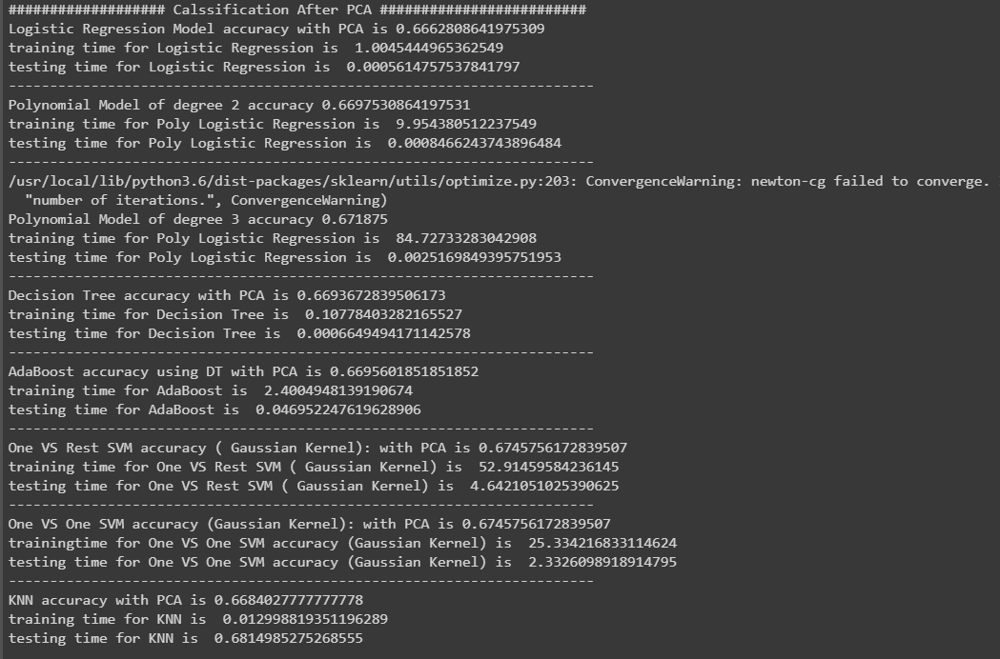 ################### Calssification After PCA #########################
Logistic Regression Model accuracy with PCA is 0.6662808641975309
training time for Logistic Regression is  1.0045444965362549
testing time for Logistic Regression is  0.0005614757537841797
-----------------------------------------------------------------------
Polynomial Model of degree 2 accuracy 0.6697530864197531
training time for Poly Logistic Regression is  9.954380512237549
testing time for Poly Logistic Regression is  0.0008466243743896484
-----------------------------------------------------------------------
/usr/local/lib/python3.6/dist-packages/sklearn/utils/optimize.py:203: ConvergenceWarning: newton-cg failed to converge.
  "number of iterations.", ConvergenceWarning)
Polynomial Model of degree 3 accuracy 0.671875
training time for Poly Logistic Regression is  84.72733283042908
testing time for Poly Logistic Regression is  0.0025169849395751953
-----------------------------------------------------------------------
Decision Tree accuracy with PCA is 0.6693672839506173
training time for Decision Tree is  0.10778403282165527
testing time for Decision Tree is  0.0006649494171142578
-----------------------------------------------------------------------
AdaBoost accuracy using DT with PCA is 0.6695601851851852
training time for AdaBoost is  2.4004948139190674
testing time for AdaBoost is  0.046952247619628906
-----------------------------------------------------------------------
One VS Rest SVM accuracy ( Gaussian Kernel): with PCA is 0.6745756172839507
training time for One VS Rest SVM ( Gaussian Kernel) is  52.91459584236145
testing time for One VS Rest SVM ( Gaussian Kernel) is  4.6421051025390625
-----------------------------------------------------------------------
One VS One SVM accuracy (Gaussian Kernel): with PCA is 0.6745756172839507
trainingtime for One VS One SVM accuracy (Gaussian Kernel) is  25.334216833114624
testing time for One VS One SVM accuracy (Gaussian Kernel) is  2.3326098918914795
-----------------------------------------------------------------------
KNN accuracy with PCA is 0.6684027777777778
training time for KNN is  0.012998819351196289
testing time for KNN is  0.6814985275268555